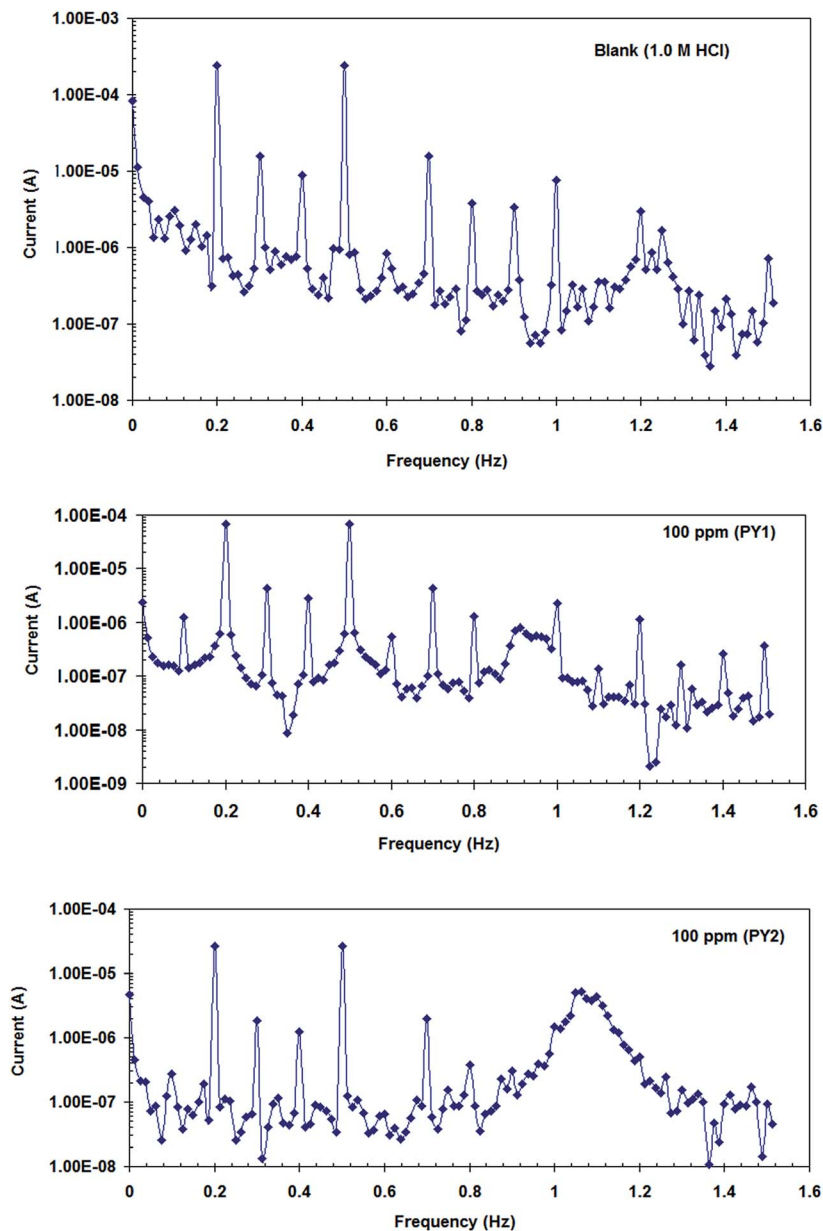 1.00E-03
Blank (1.0 M HCl)
1.00E-04
1.00E-05
Current (A)
1.00E-06
1.00E-07
1.00E-08
0 0.2 0.4 0.6 0.8 1 1.2 1.4 1.6
Frequency (Hz)
1.00E-04
100 ppm (PY1)
1.00E-05
1.00E-06
Current (A)
1.00E-07
1.00E-08
1.00E-09
0 0.2 0.4 0.6 0.8 1 1.2 1.4 1.6
Frequency (Hz)
1.00E-04
100 ppm (PY2)
1.00E-05
Current (A)
1.00E-06
1.00E-07
1.00E-08
0 0.2 0.4 0.6 0.8 1 1.2 1.4 1.6
Frequency (Hz)